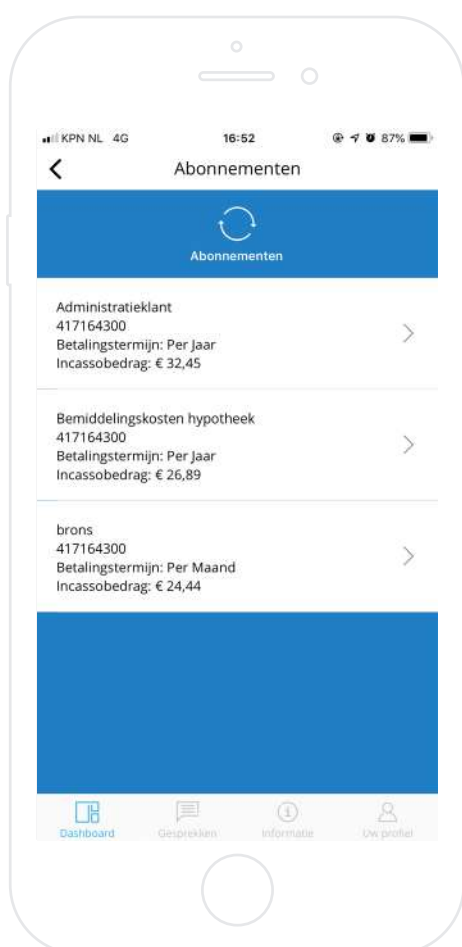 KPN NL 4G 16:52 87%
Abonnementen
Abonnementen
Administratieklant
417164300
Betalingstermijn: Per Jaar
Incassobedrag: € 32,45
Bemiddelingskosten hypotheek
417164300
Betalingstermijn: Per Jaar
Incassobedrag: € 26,89
brons
417164300
Betalingstermijn: Per Maand
Incassobedrag: € 24,44
Dashboard Gesprekken Informatie Uw profiel